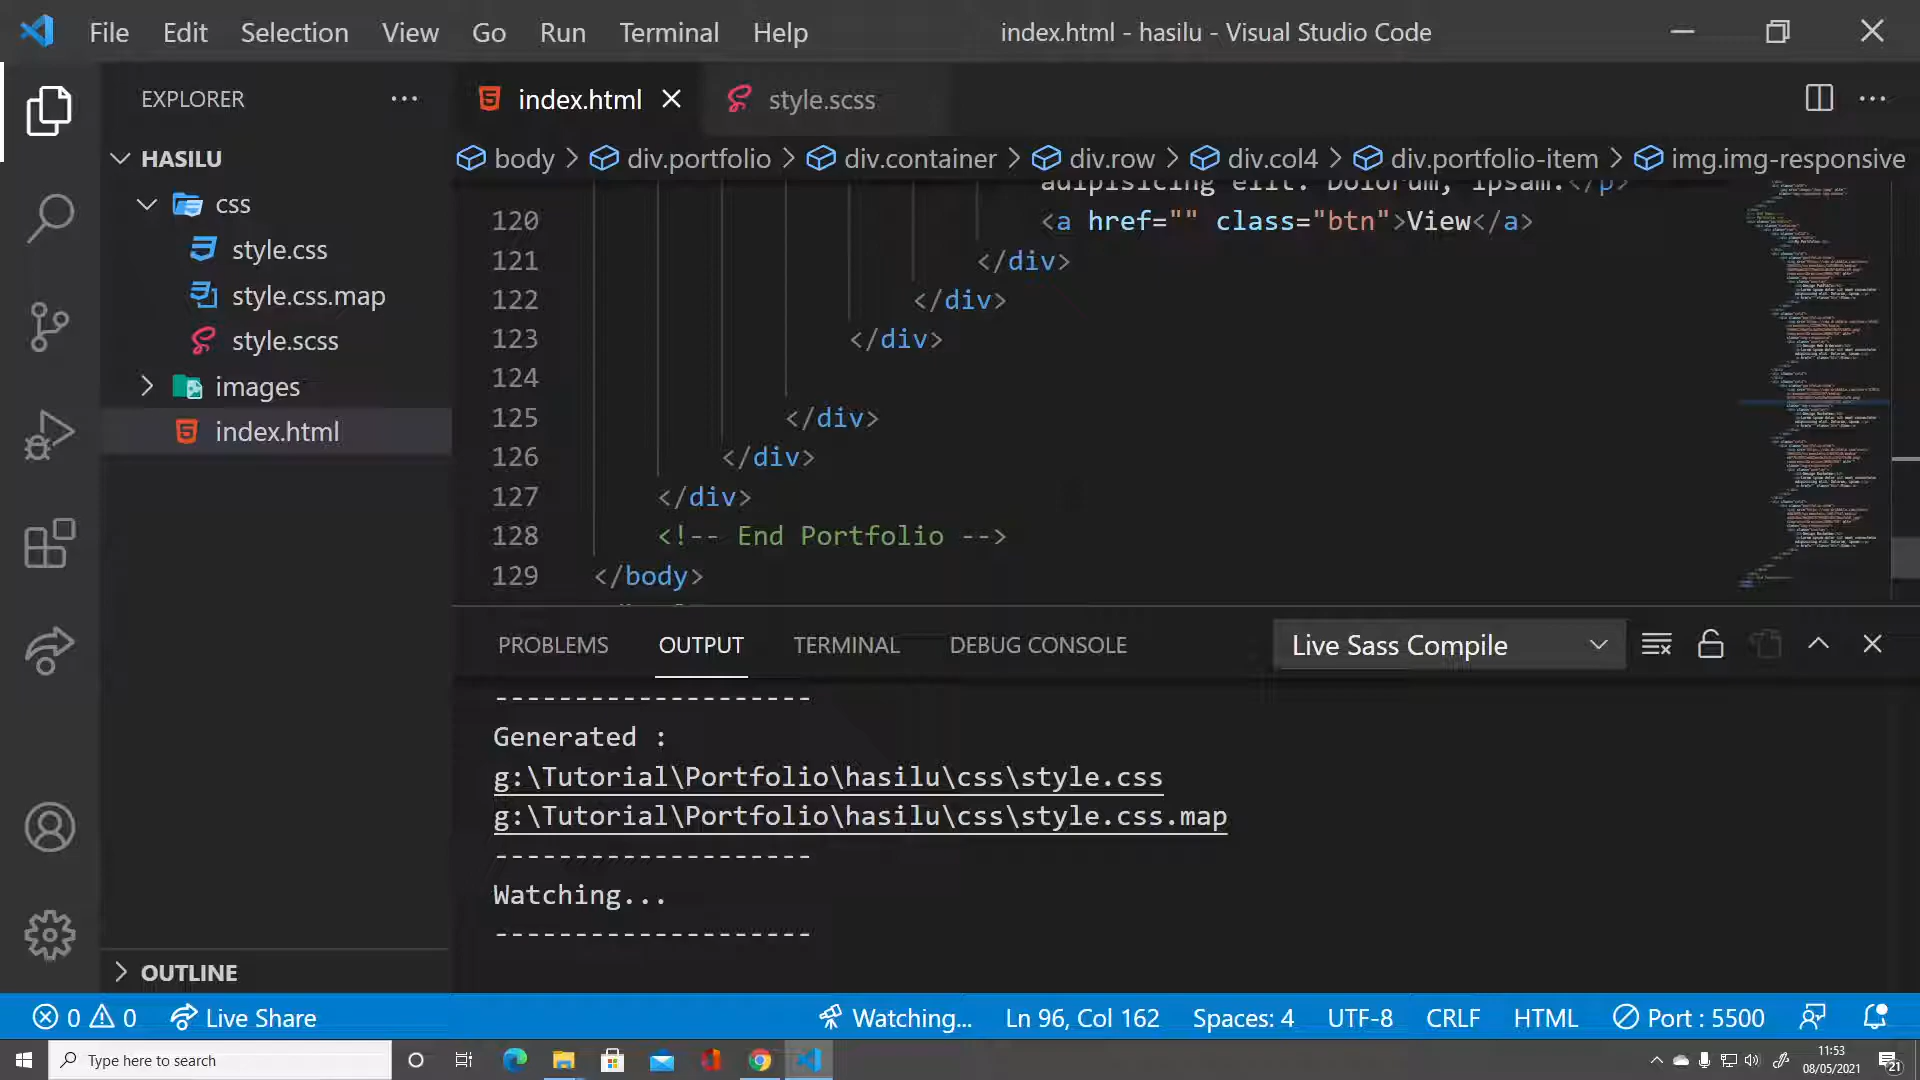 File Edit Selection View Go Run Terminal Help index.html - hasilu - Visual Studio Code
EXPLORER
HASILU
css
style.css
style.css.map
style.scss
images
index.html
OUTLINE
index.html style.scss
body > div.portfolio > div.container > div.row > div.col4 > div.portfolio-item > img.img-responsive
adipisicing elit. Dolorum, ipsam.</p>
120 <a href="" class="btn">View</a>
121 </div>
122 </div>
123 </div>
124
125 </div>
126 </div>
127 </div>
128 <!-- End Portfolio -->
129 </body>
PROBLEMS OUTPUT TERMINAL DEBUG CONSOLE Live Sass Compile
--------------------
Generated :
g:\Tutorial\Portfolio\hasilu\css\style.css
g:\Tutorial\Portfolio\hasilu\css\style.css.map
--------------------
Watching...
--------------------
0 0 Live Share Watching... Ln 96, Col 162 Spaces: 4 UTF-8 CRLF HTML Port : 5500
Type here to search
11:53
08/05/2021
21